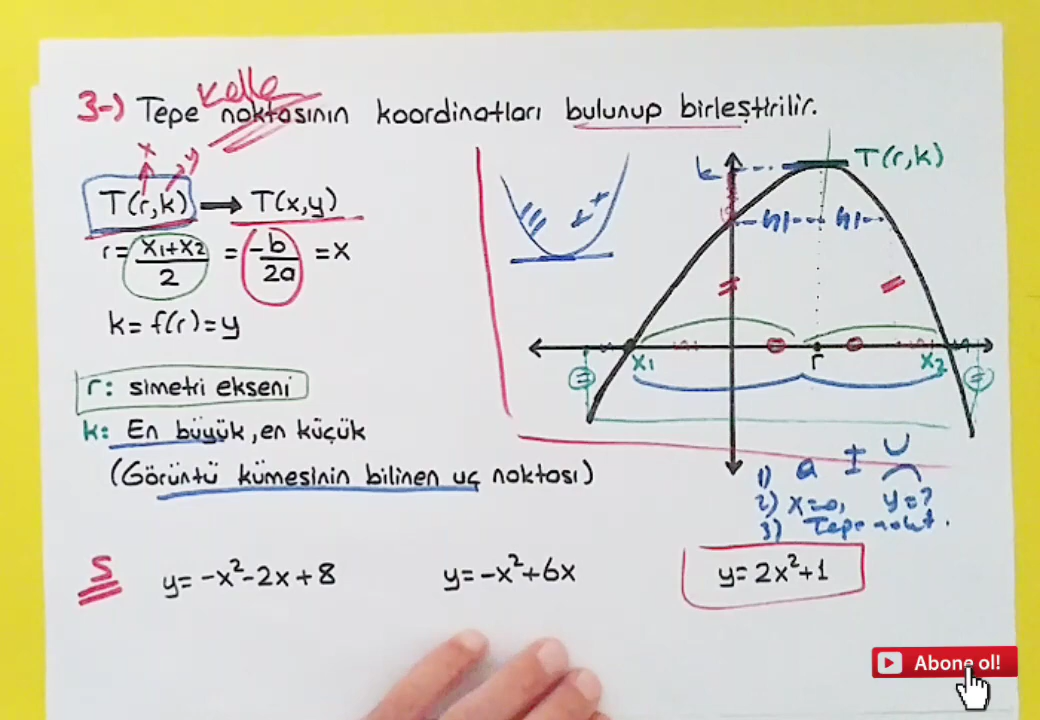 Kelle
3-) Tepe noktasının koordinatları bulunup birleştirilir.
x y
T(r,k) → T(x,y)
r = x₁+x₂/2 = -b/2a = x
k = f(r) = y
r: simetri ekseni
k: En büyük, en küçük
(Görüntü kümesinin bilinen uç noktası)
k
T(r,k)
x₁ r x₂
1) a ±
2) x=0, y=?
3) Tepe nokt.
S
y = -x²-2x+8
y = -x²+6x
y = 2x²+1
Abone ol!